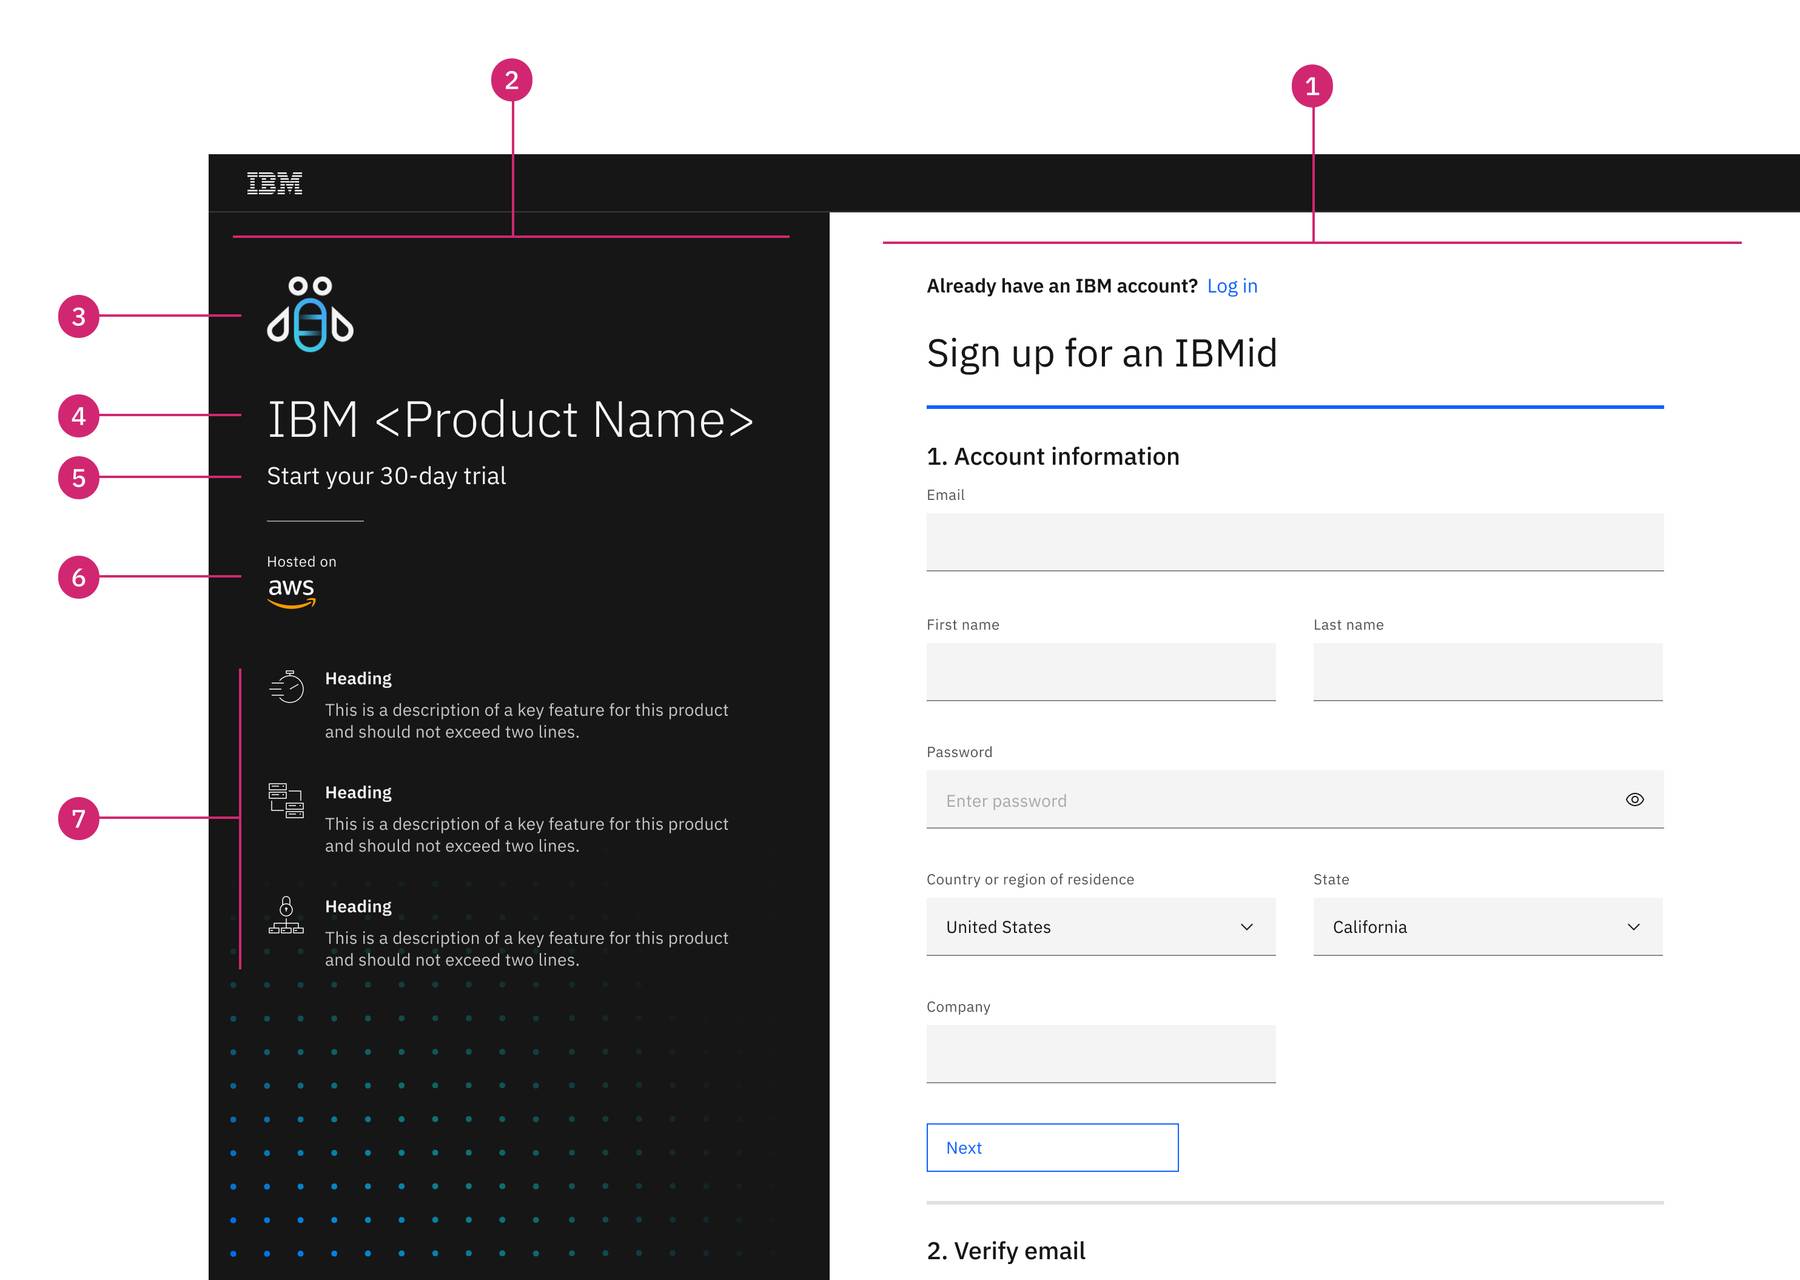 2
1
IBM
3
4
IBM <Product Name>
5
Start your 30-day trial
6
Hosted on
aws
7
Heading
This is a description of a key feature for this product
and should not exceed two lines.
Heading
This is a description of a key feature for this product
and should not exceed two lines.
Heading
This is a description of a key feature for this product
and should not exceed two lines.
Already have an IBM account? Log in
Sign up for an IBMid
1. Account information
Email
First name
Last name
Password
Enter password
Country or region of residence
State
United States
California
Company
Next
2. Verify email